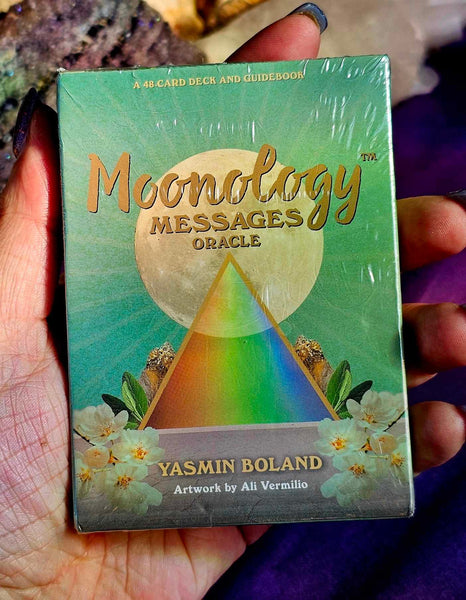 A 48-CARD DECK AND GUIDEBOOK
Moonology™
MESSAGES
ORACLE
YASMIN BOLAND
Artwork by Ali Vermilio